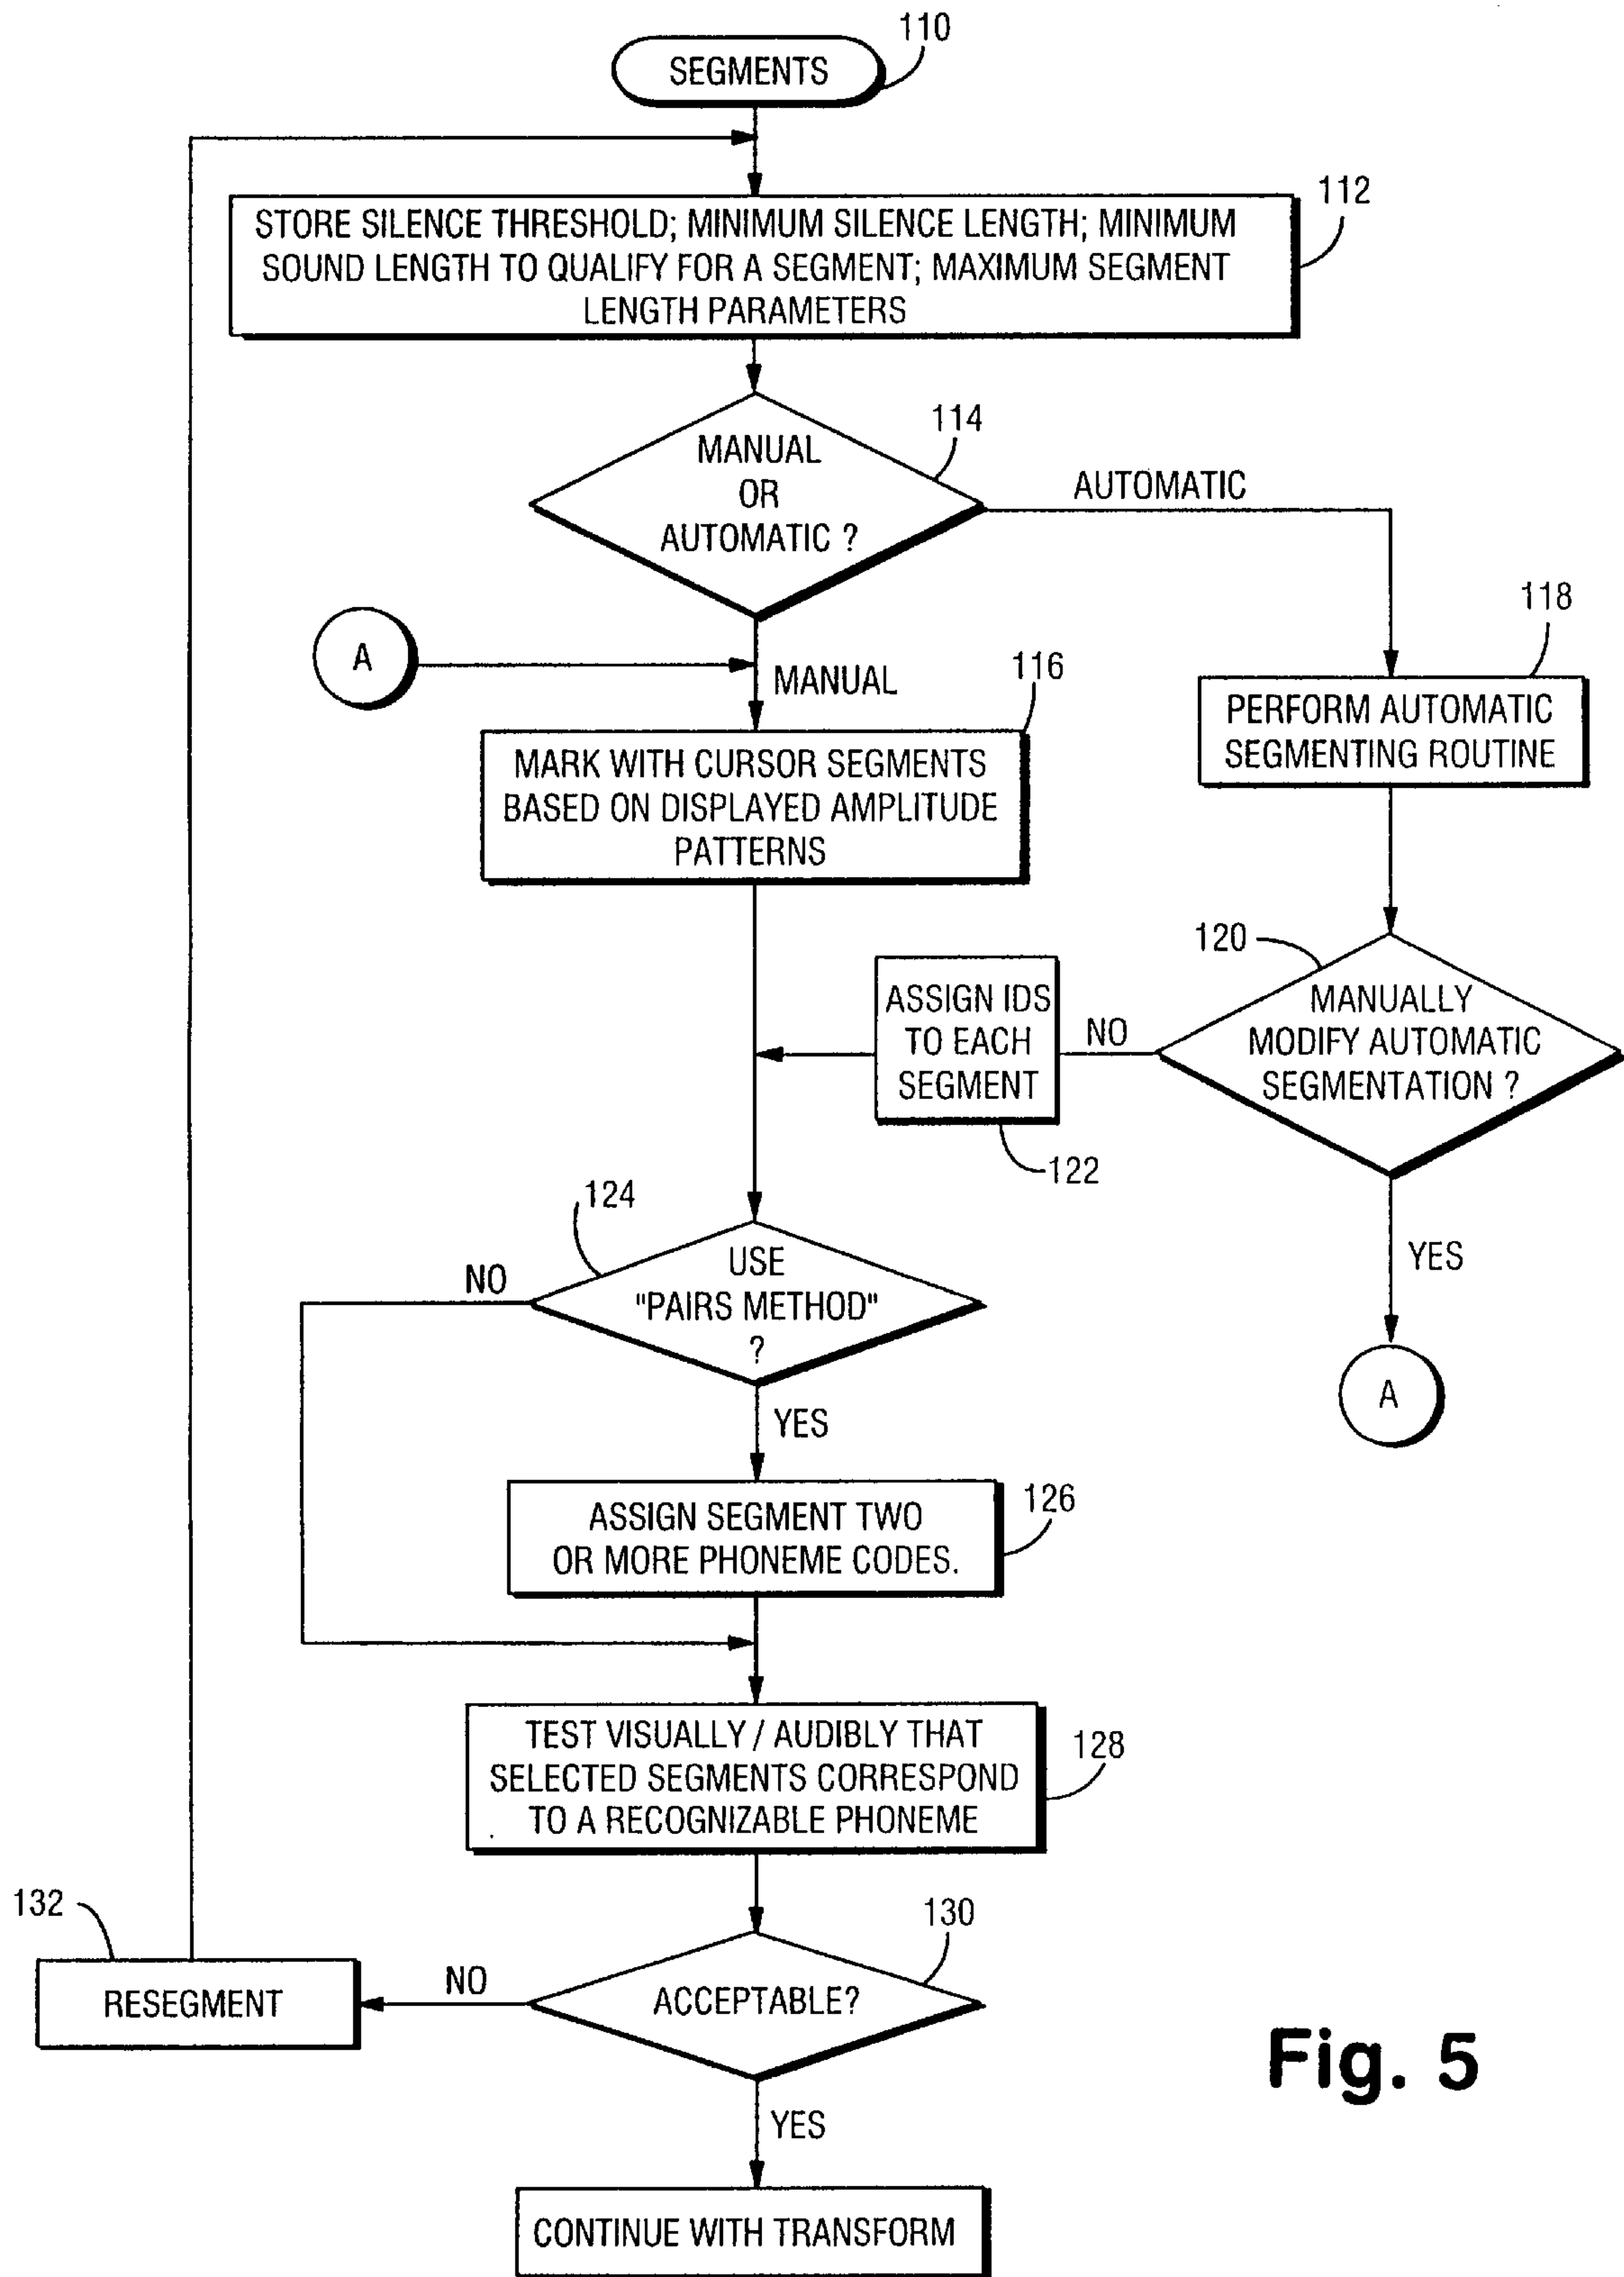 110
SEGMENTS
112
STORE SILENCE THRESHOLD; MINIMUM SILENCE LENGTH; MINIMUM
SOUND LENGTH TO QUALIFY FOR A SEGMENT; MAXIMUM SEGMENT
LENGTH PARAMETERS
114
MANUAL
OR
AUTOMATIC ?
AUTOMATIC
118
A
MANUAL
116
PERFORM AUTOMATIC
SEGMENTING ROUTINE
MARK WITH CURSOR SEGMENTS
BASED ON DISPLAYED AMPLITUDE
PATTERNS
120
MANUALLY
MODIFY AUTOMATIC
SEGMENTATION ?
NO
ASSIGN IDS
TO EACH
SEGMENT
122
YES
A
124
USE
"PAIRS METHOD"
?
NO
YES
126
ASSIGN SEGMENT TWO
OR MORE PHONEME CODES.
128
TEST VISUALLY / AUDIBLY THAT
SELECTED SEGMENTS CORRESPOND
TO A RECOGNIZABLE PHONEME
130
ACCEPTABLE?
NO
132
RESEGMENT
YES
CONTINUE WITH TRANSFORM
Fig. 5